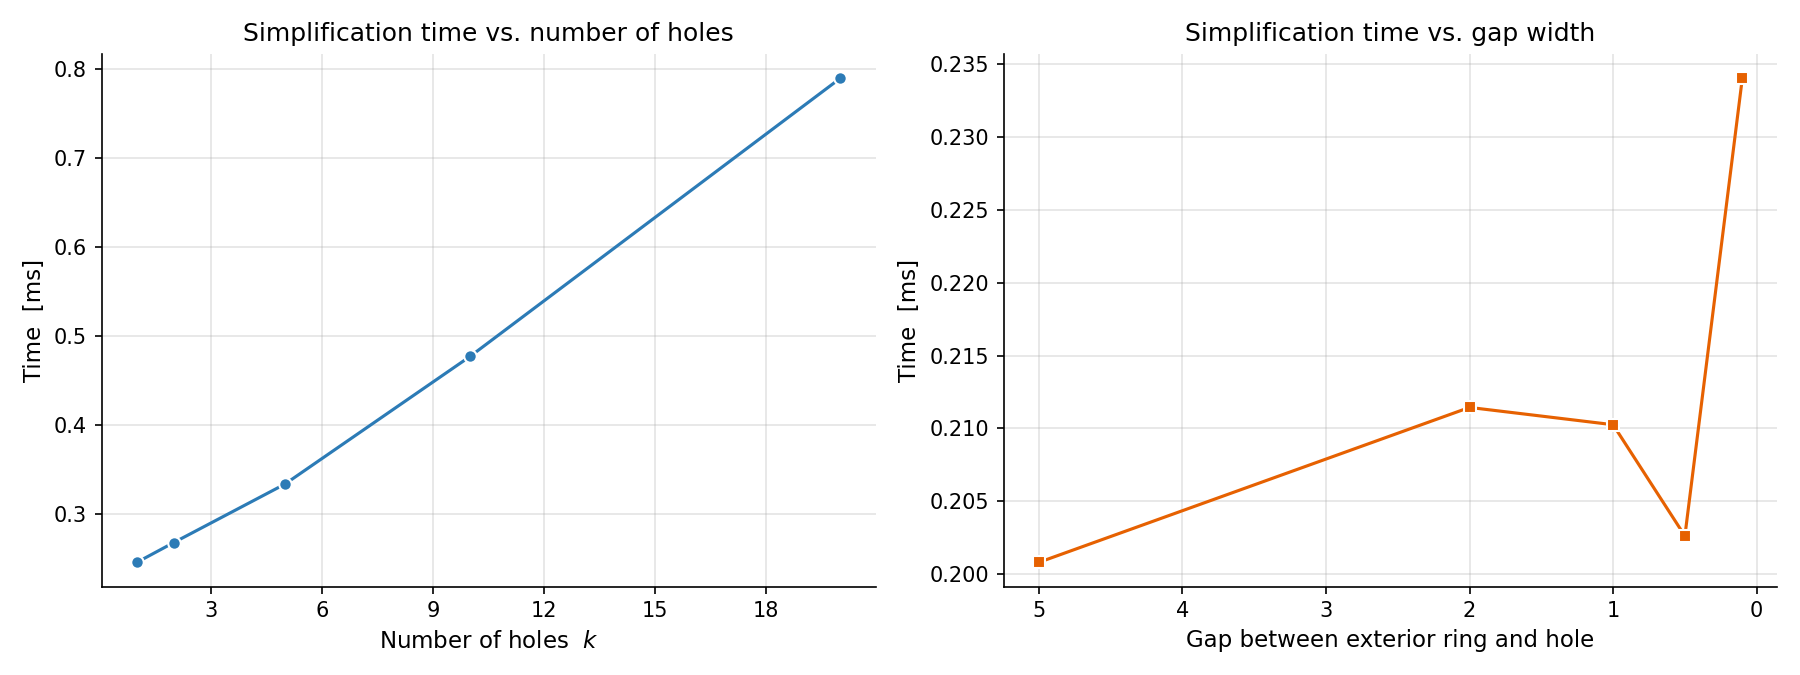 Simplification time vs. number of holes
0.8
0.7
0.6
0.5
0.4
0.3
Time [ms]
3 6 9 12 15 18
Number of holes k
Simplification time vs. gap width
0.235
0.230
0.225
0.220
0.215
0.210
0.205
0.200
Time [ms]
5 4 3 2 1 0
Gap between exterior ring and hole